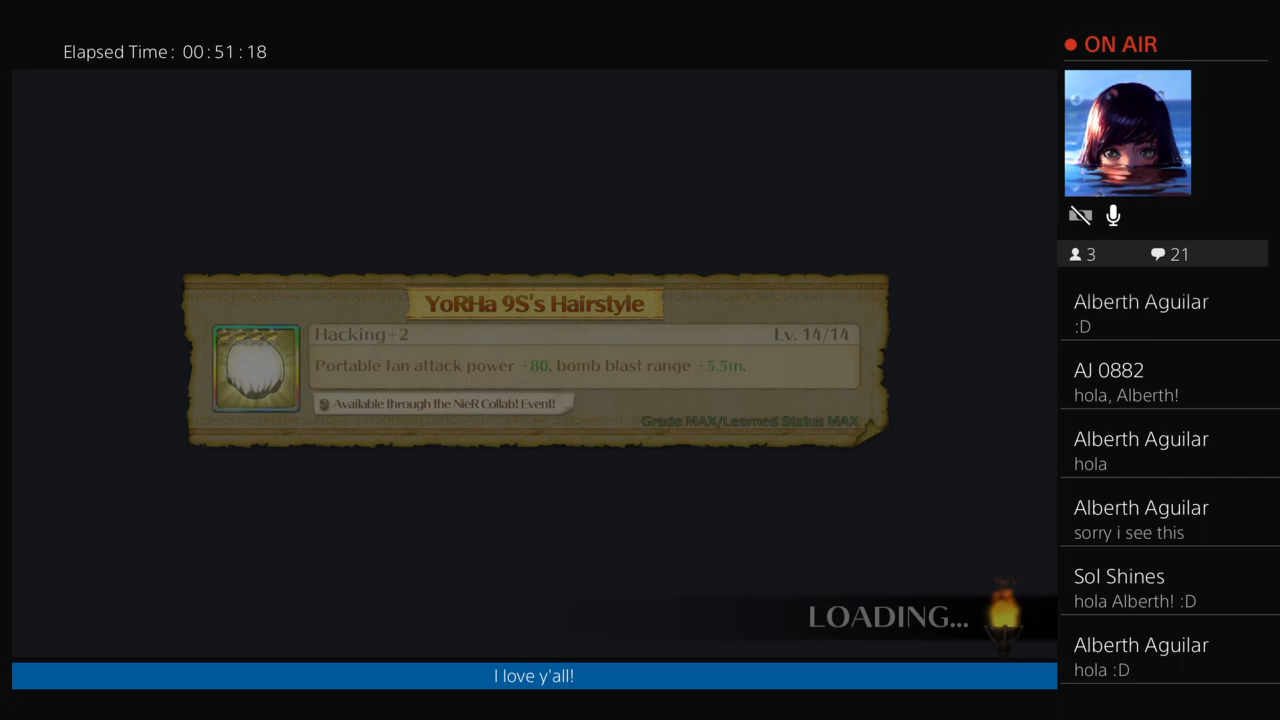 Elapsed Time: 00:51:18
ON AIR
3 21
YoRHa 9S's Hairstyle
Hacking+2 Lv. 14/14
Portable fan attack power +80, bomb blast range +5.5m.
Available through the NieR Collab! Event!
Grade MAX/Learned Status MAX
LOADING...
I love y'all!
Alberth Aguilar
:D
AJ 0882
hola, Alberth!
Alberth Aguilar
hola
Alberth Aguilar
sorry i see this
Sol Shines
hola Alberth! :D
Alberth Aguilar
hola :D